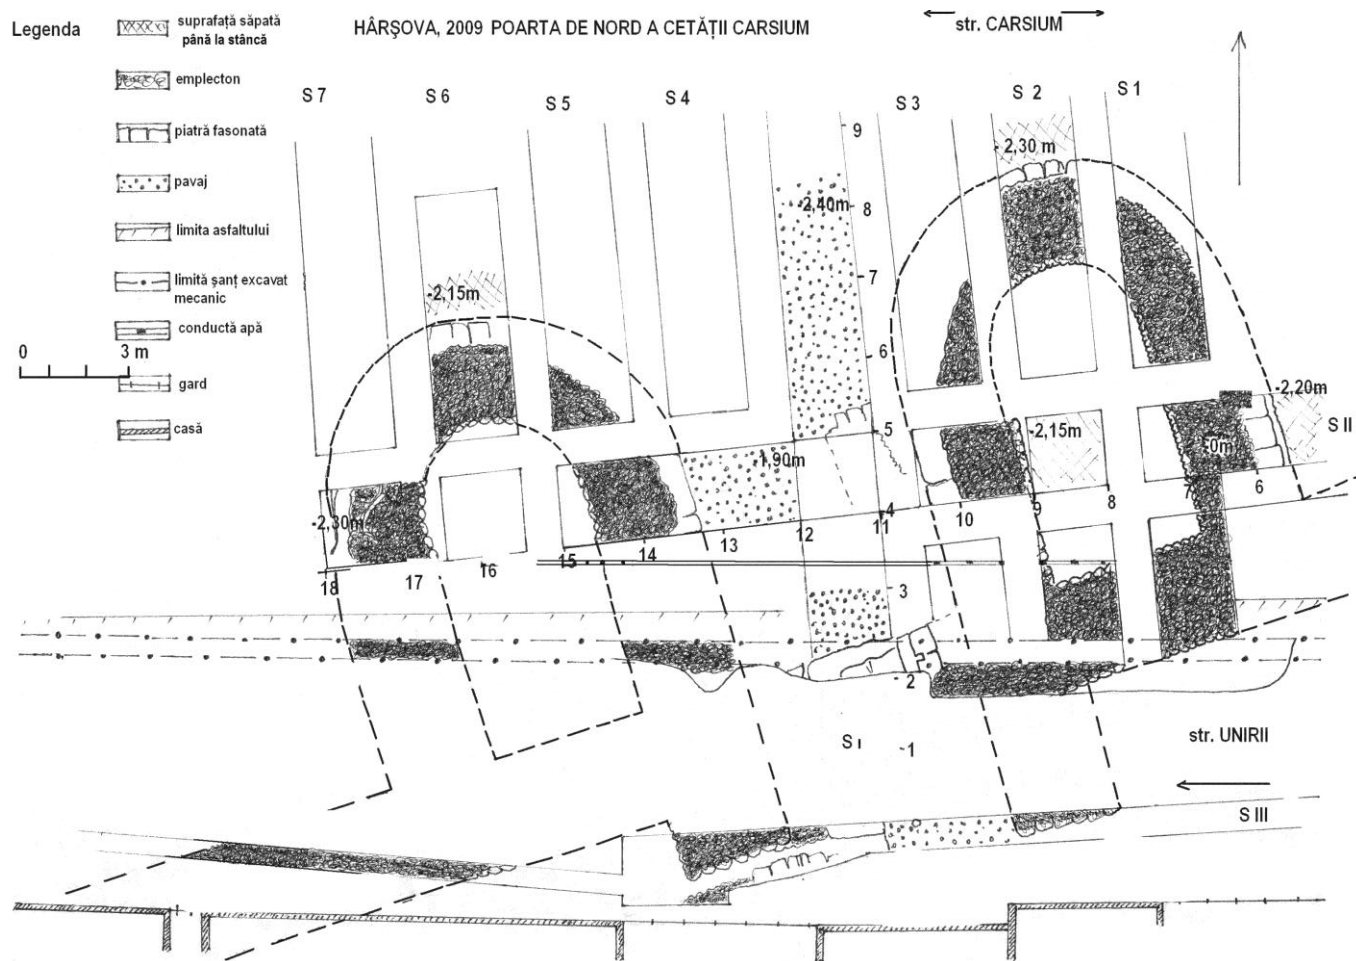 Legenda
suprafață săpată
până la stâncă
emplecton
piatră fasonată
pavaj
limita asfaltului
limită șanț excavat
mecanic
conductă apă
0 3 m
gard
casă
HÂRŞOVA, 2009 POARTA DE NORD A CETĂŢII CARSIUM
str. CARSIUM
S 7
S 6
S 5
S 4
S 3
S 2
S 1
9
- 2,30 m
-2,40m
8
7
-2,15m
6
-2,20m
5
S II
-2,15m
-0m
-1,90m
-2,30m
4
18
17
16
15
14
13
12
11
10
9
8
7
6
3
2
S I
-1
str. UNIRII
S III